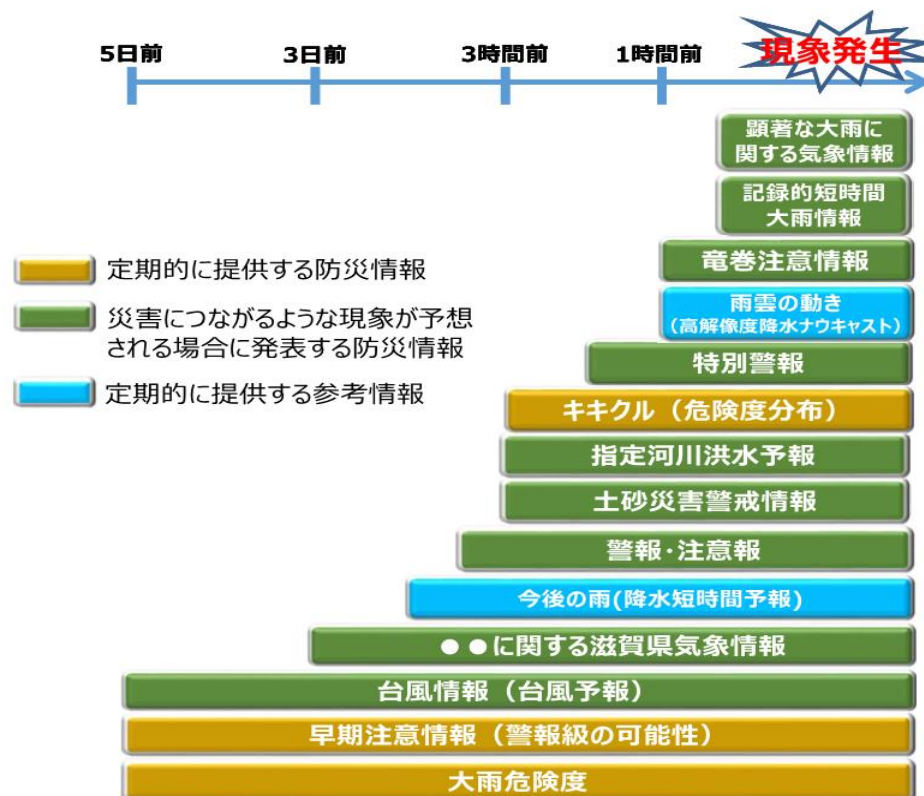 5日前
3日前
3時間前
1時間前
現象発生
顕著な大雨に
関する気象情報
記録的短時間
大雨情報
竜巻注意情報
雨雲の動き
(高解像度降水ナウキャスト)
特別警報
キキクル(危険度分布)
指定河川洪水予報
土砂災害警戒情報
警報・注意報
今後の雨(降水短時間予報)
●●に関する滋賀県気象情報
台風情報(台風予報)
早期注意情報(警報級の可能性)
大雨危険度
定期的に提供する防災情報
災害につながるような現象が予想
される場合に発表する防災情報
定期的に提供する参考情報